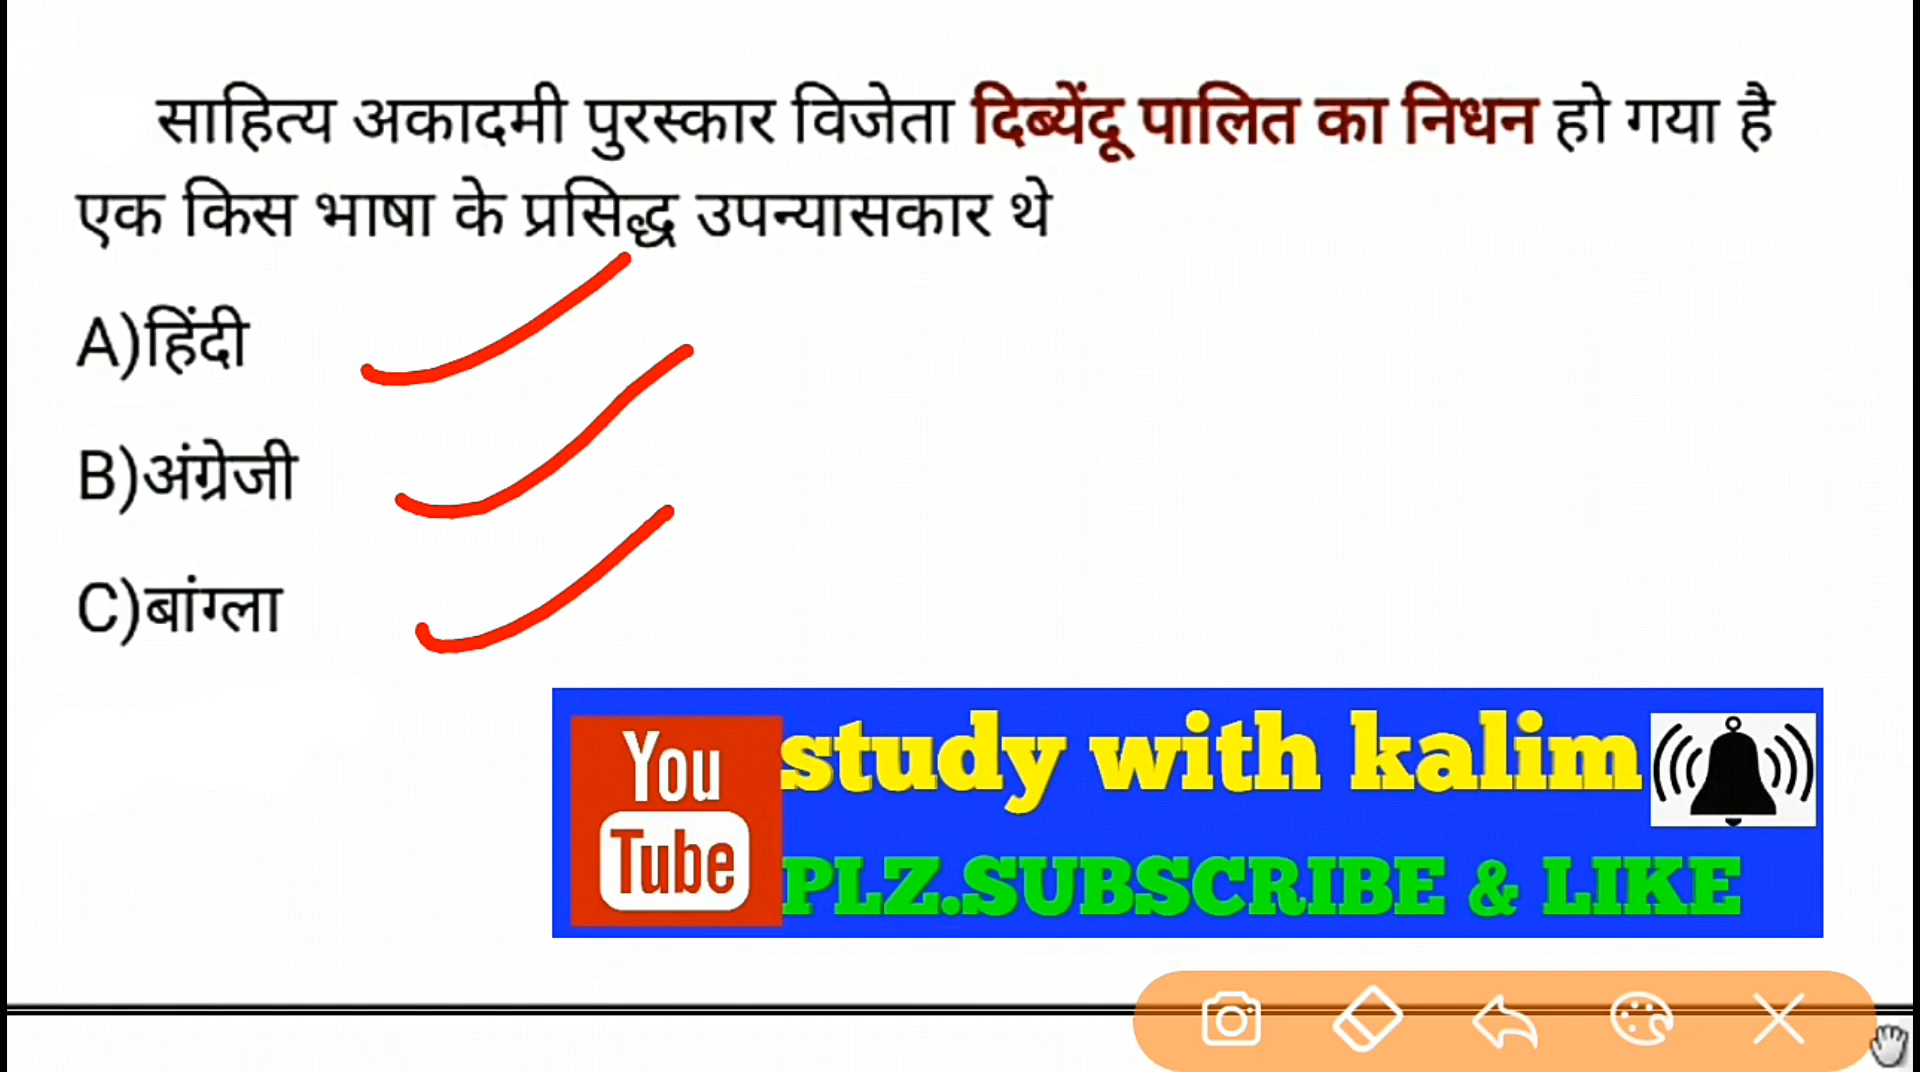 साहित्य अकादमी पुरस्कार विजेता दिब्येंदू पालित का निधन हो गया है
एक किस भाषा के प्रसिद्ध उपन्यासकार थे
A)हिंदी
B)अंग्रेजी
C)बांग्ला
You
Tube
study with kalim
PLZ.SUBSCRIBE & LIKE